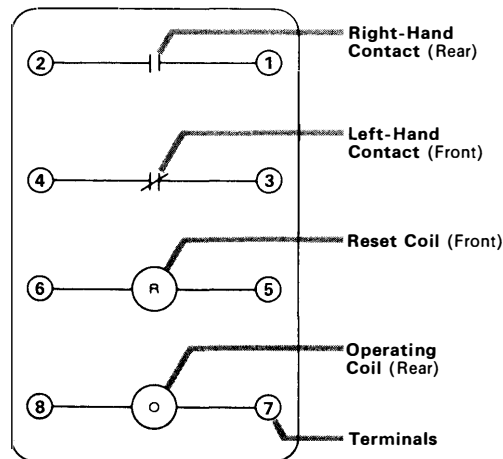 Right-Hand
Contact (Rear)
2 1
Left-Hand
Contact (Front)
4 3
Reset Coil (Front)
6 R 5
Operating
Coil (Rear)
8 O 7
Terminals